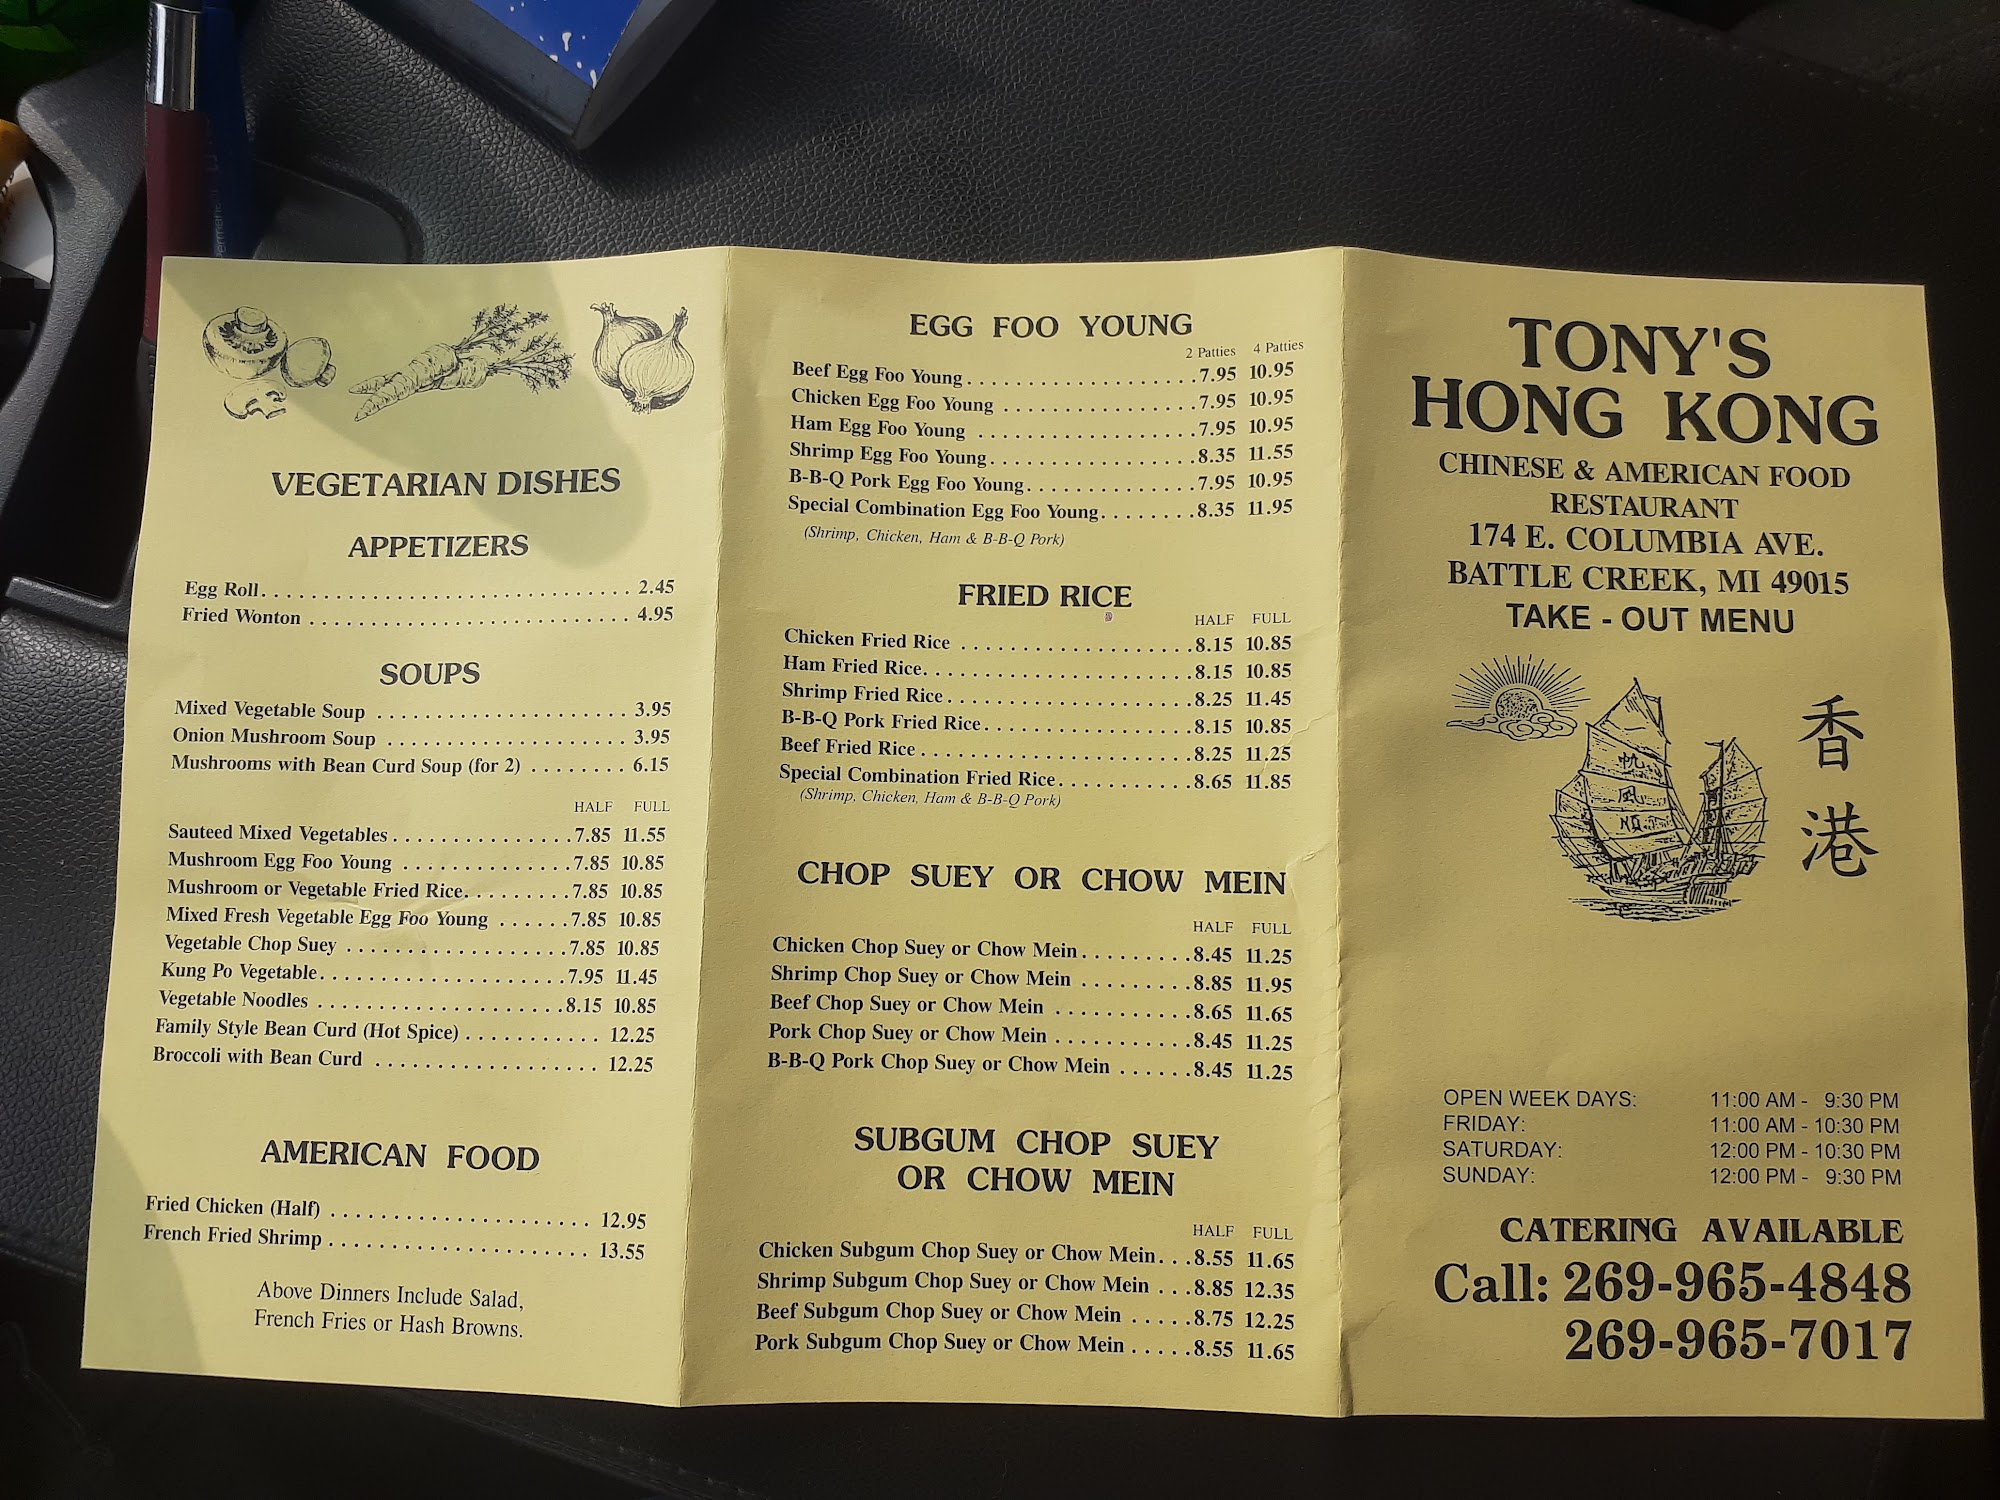 VEGETARIAN DISHES
APPETIZERS
Egg Roll. . . . . . . . . . . . . . . . . . . . . . . . . . . . . . 2.45
Fried Wonton . . . . . . . . . . . . . . . . . . . . . . . . . . 4.95
SOUPS
Mixed Vegetable Soup . . . . . . . . . . . . . . . . . . . . . 3.95
Onion Mushroom Soup . . . . . . . . . . . . . . . . . . . . 3.95
Mushrooms with Bean Curd Soup (for 2) . . . . . . . . 6.15
HALF FULL
Sauteed Mixed Vegetables . . . . . . . . . . . . . . .7.85 11.55
Mushroom Egg Foo Young . . . . . . . . . . . . . .7.85 10.85
Mushroom or Vegetable Fried Rice. . . . . . . . .7.85 10.85
Mixed Fresh Vegetable Egg Foo Young . . . . . .7.85 10.85
Vegetable Chop Suey . . . . . . . . . . . . . . . . . .7.85 10.85
Kung Po Vegetable. . . . . . . . . . . . . . . . . . . .7.95 11.45
Vegetable Noodles . . . . . . . . . . . . . . . . . . . .8.15 10.85
Family Style Bean Curd (Hot Spice) . . . . . . . . . . . 12.25
Broccoli with Bean Curd . . . . . . . . . . . . . . . . . . 12.25
AMERICAN FOOD
Fried Chicken (Half) . . . . . . . . . . . . . . . . . . . . . 12.95
French Fried Shrimp . . . . . . . . . . . . . . . . . . . . . 13.55
Above Dinners Include Salad,
French Fries or Hash Browns.
EGG FOO YOUNG
2 Patties 4 Patties
Beef Egg Foo Young . . . . . . . . . . . . . . . . . . .7.95 10.95
Chicken Egg Foo Young . . . . . . . . . . . . . . . .7.95 10.95
Ham Egg Foo Young . . . . . . . . . . . . . . . . . .7.95 10.95
Shrimp Egg Foo Young. . . . . . . . . . . . . . . . .8.35 11.55
B-B-Q Pork Egg Foo Young. . . . . . . . . . . . . .7.95 10.95
Special Combination Egg Foo Young. . . . . . . .8.35 11.95
(Shrimp, Chicken, Ham & B-B-Q Pork)
FRIED RICE
HALF FULL
Chicken Fried Rice . . . . . . . . . . . . . . . . . . .8.15 10.85
Ham Fried Rice. . . . . . . . . . . . . . . . . . . . . .8.15 10.85
Shrimp Fried Rice . . . . . . . . . . . . . . . . . . . .8.25 11.45
B-B-Q Pork Fried Rice. . . . . . . . . . . . . . . . .8.15 10.85
Beef Fried Rice . . . . . . . . . . . . . . . . . . . . . .8.25 11.25
Special Combination Fried Rice. . . . . . . . . . .8.65 11.85
(Shrimp, Chicken, Ham & B-B-Q Pork)
CHOP SUEY OR CHOW MEIN
HALF FULL
Chicken Chop Suey or Chow Mein . . . . . . . . .8.45 11.25
Shrimp Chop Suey or Chow Mein . . . . . . . . .8.85 11.95
Beef Chop Suey or Chow Mein . . . . . . . . . . .8.65 11.65
Pork Chop Suey or Chow Mein . . . . . . . . . . .8.45 11.25
B-B-Q Pork Chop Suey or Chow Mein . . . . . .8.45 11.25
SUBGUM CHOP SUEY
OR CHOW MEIN
HALF FULL
Chicken Subgum Chop Suey or Chow Mein. . .8.55 11.65
Shrimp Subgum Chop Suey or Chow Mein . . .8.85 12.35
Beef Subgum Chop Suey or Chow Mein . . . . .8.75 12.25
Pork Subgum Chop Suey or Chow Mein . . . . .8.55 11.65
TONY'S
HONG KONG
CHINESE & AMERICAN FOOD
RESTAURANT
174 E. COLUMBIA AVE.
BATTLE CREEK, MI 49015
TAKE - OUT MENU
香
港
OPEN WEEK DAYS: 11:00 AM - 9:30 PM
FRIDAY: 11:00 AM - 10:30 PM
SATURDAY: 12:00 PM - 10:30 PM
SUNDAY: 12:00 PM - 9:30 PM
CATERING AVAILABLE
Call: 269-965-4848
269-965-7017